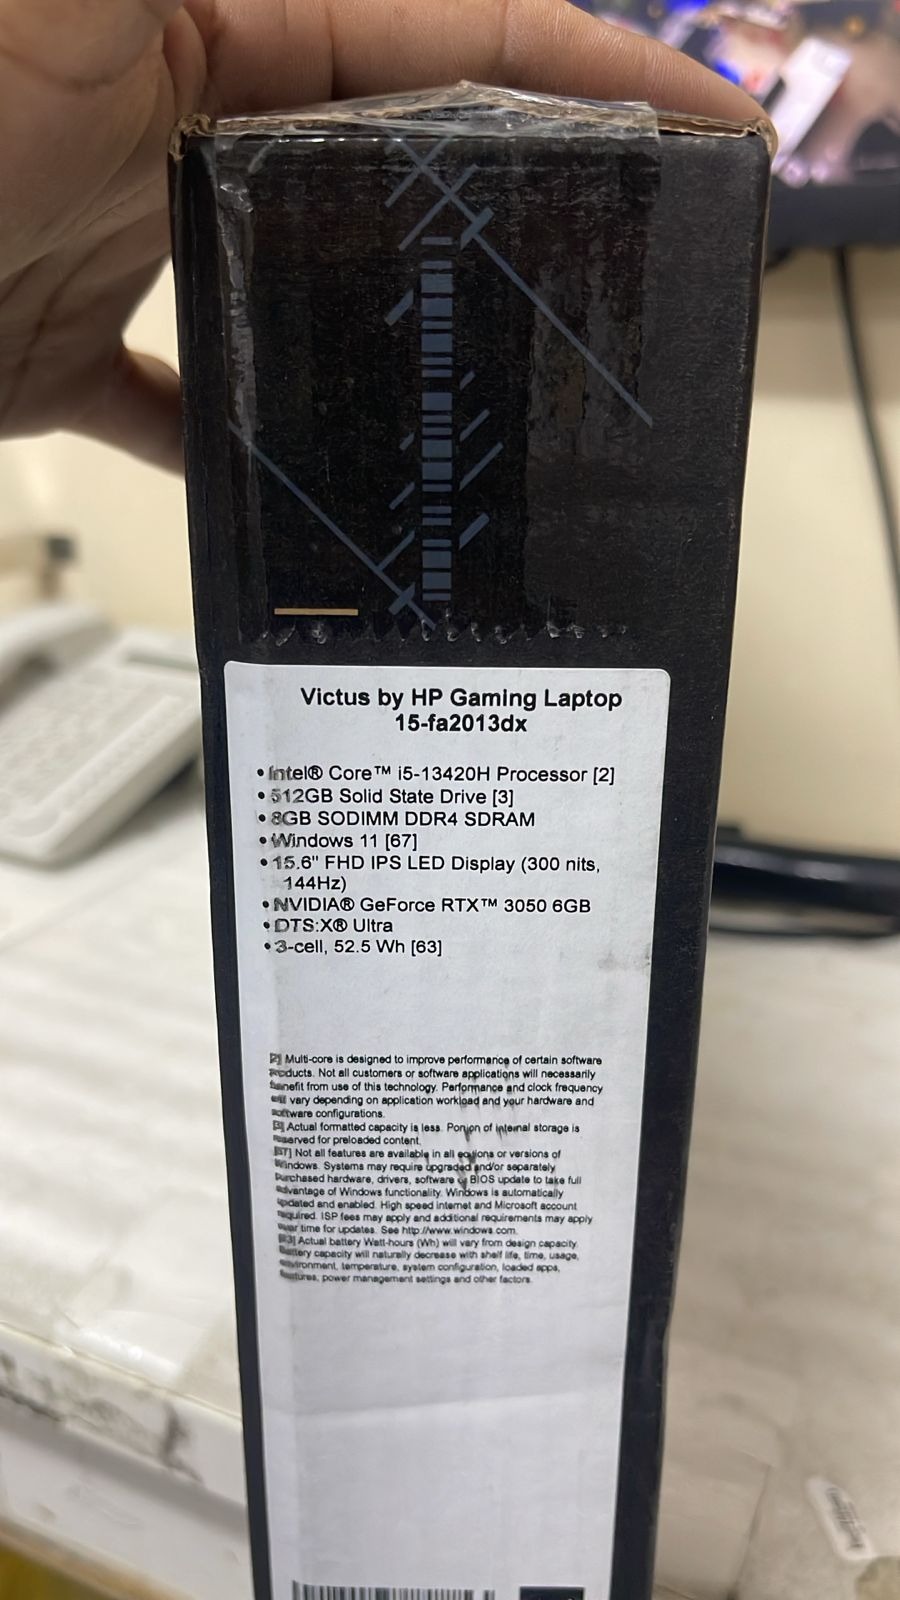 Victus by HP Gaming Laptop
15-fa2013dx
• Intel® Core™ i5-13420H Processor [2]
• 512GB Solid State Drive [3]
• 8GB SODIMM DDR4 SDRAM
• Windows 11 [67]
• 15.6" FHD IPS LED Display (300 nits,
144Hz)
• NVIDIA® GeForce RTX™ 3050 6GB
• DTS:X® Ultra
• 3-cell, 52.5 Wh [63]
[2] Multi-core is designed to improve performance of certain software
products. Not all customers or software applications will necessarily
benefit from use of this technology. Performance and clock frequency
will vary depending on application workload and your hardware and
software configurations.
[3] Actual formatted capacity is less. Portion of internal storage is
reserved for preloaded content.
[67] Not all features are available in all editions or versions of
Windows. Systems may require upgraded and/or separately
purchased hardware, drivers, software or BIOS update to take full
advantage of Windows functionality. Windows is automatically
updated and enabled. High speed internet and Microsoft account
required. ISP fees may apply and additional requirements may apply
over time for updates. See http://www.windows.com.
[63] Actual battery Watt-hours (Wh) will vary from design capacity.
Battery capacity will naturally decrease with shelf life, time, usage,
environment, temperature, system configuration, loaded apps,
features, power management settings and other factors.